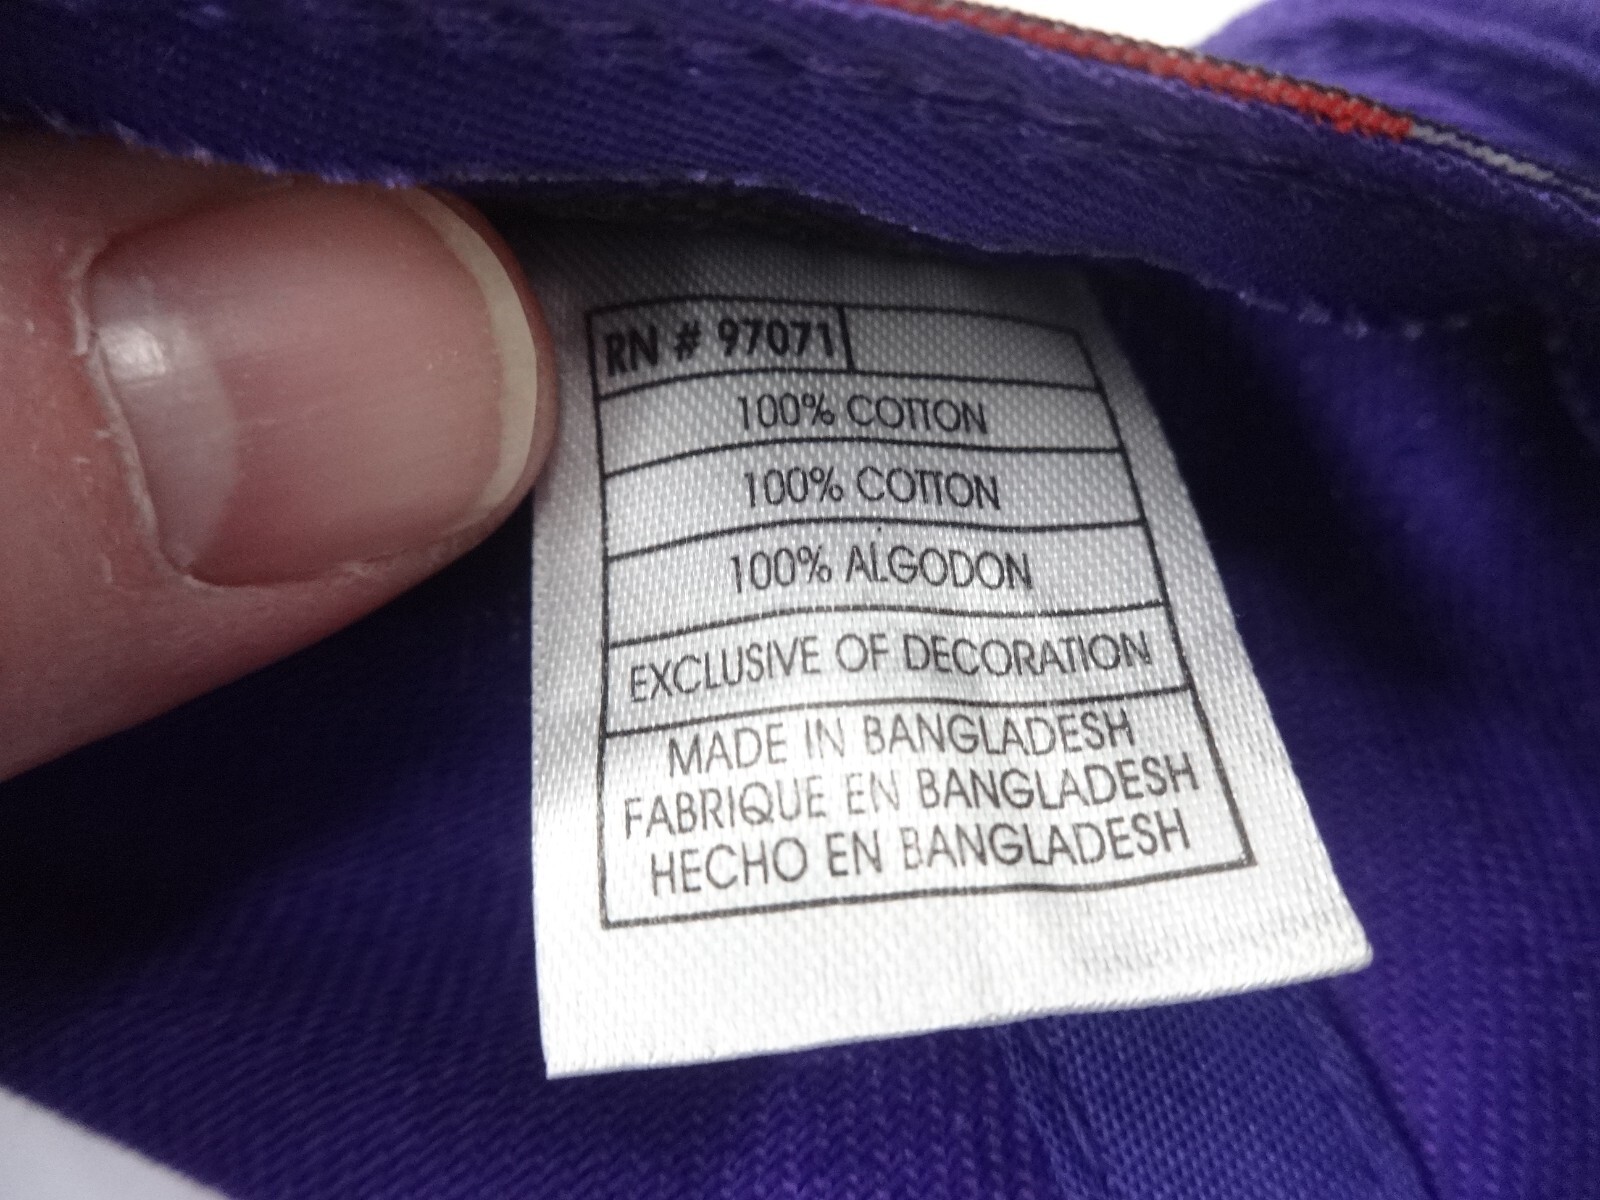 RN # 97071
100% COTTON
100% COTTON
100% ALGODON
EXCLUSIVE OF DECORATION
MADE IN BANGLADESH
FABRIQUE EN BANGLADESH
HECHO EN BANGLADESH